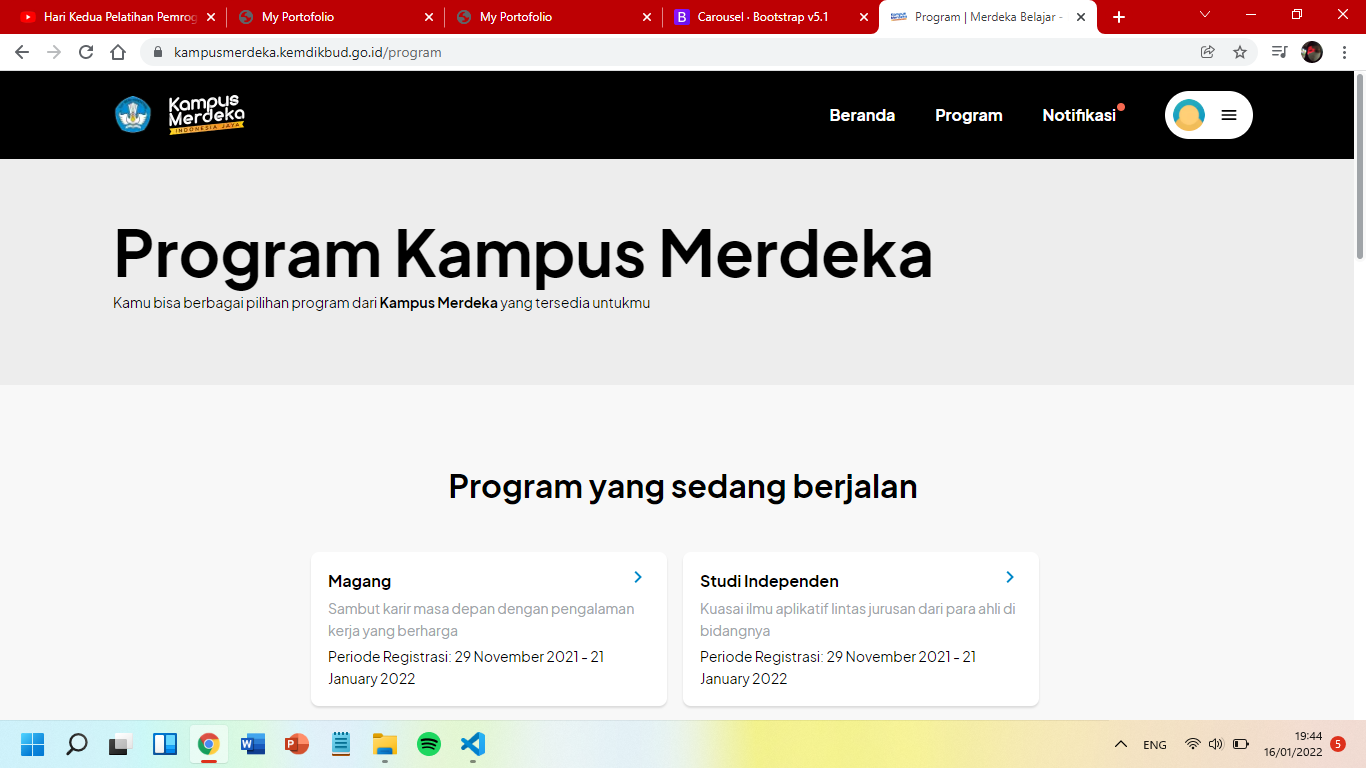 Hari Kedua Pelatihan Pemrog
My Portofolio
My Portofolio
B
Carousel · Bootstrap v5.1
Program | Merdeka Belajar -
kampusmerdeka.kemdikbud.go.id/program
Kampus
Merdeka
INDONESIA JAYA
Beranda
Program
Notifikasi
Program Kampus Merdeka
Kamu bisa berbagai pilihan program dari Kampus Merdeka yang tersedia untukmu
Program yang sedang berjalan
Magang
Sambut karir masa depan dengan pengalaman
kerja yang berharga
Periode Registrasi: 29 November 2021 - 21
January 2022
Studi Independen
Kuasai ilmu aplikatif lintas jurusan dari para ahli di
bidangnya
Periode Registrasi: 29 November 2021 - 21
January 2022
W
P
ENG
19:44
16/01/2022
5